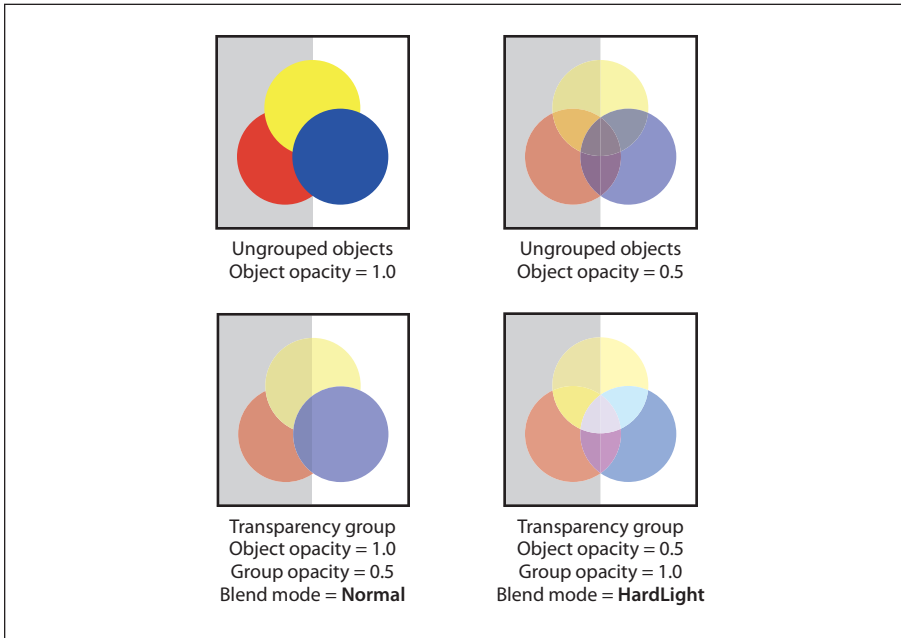 Ungrouped objects
Object opacity = 1.0
Ungrouped objects
Object opacity = 0.5
Transparency group
Object opacity = 1.0
Group opacity = 0.5
Blend mode = Normal
Transparency group
Object opacity = 0.5
Group opacity = 1.0
Blend mode = HardLight